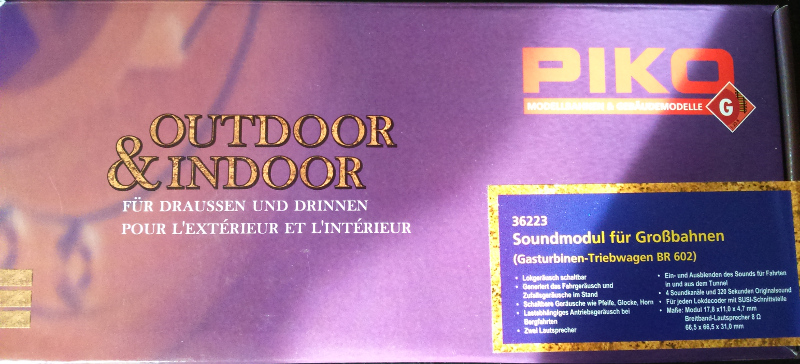 PIKO
MODELLBAHNEN & GEBÄUDEMODELLE
G
OUTDOOR
& INDOOR
FÜR DRAUSSEN UND DRINNEN
POUR L'EXTÉRIEUR ET L'INTÉRIEUR
36223
Soundmodul für Großbahnen
(Gasturbinen-Triebwagen BR 602)
• Lokgeräusch schaltbar
• Generiert das Fahrgeräusch und
Zufallsgeräusche im Stand
• Schaltbare Geräusche wie Pfeife, Glocke, Horn
• Lastabhängiges Antriebsgeräusch bei
Bergfahrten
• Zwei Lautsprecher
• Ein- und Ausblenden des Sounds für Fahrten
in und aus dem Tunnel
• 4 Soundkanäle und 320 Sekunden Originalsound
• Für jeden Lokdecoder mit SUSI-Schnittstelle
• Maße: Modul 17,8 x11,0 x 4,7 mm
Breitband-Lautsprecher 8 Ω
66,5 x 66,5 x 31,0 mm